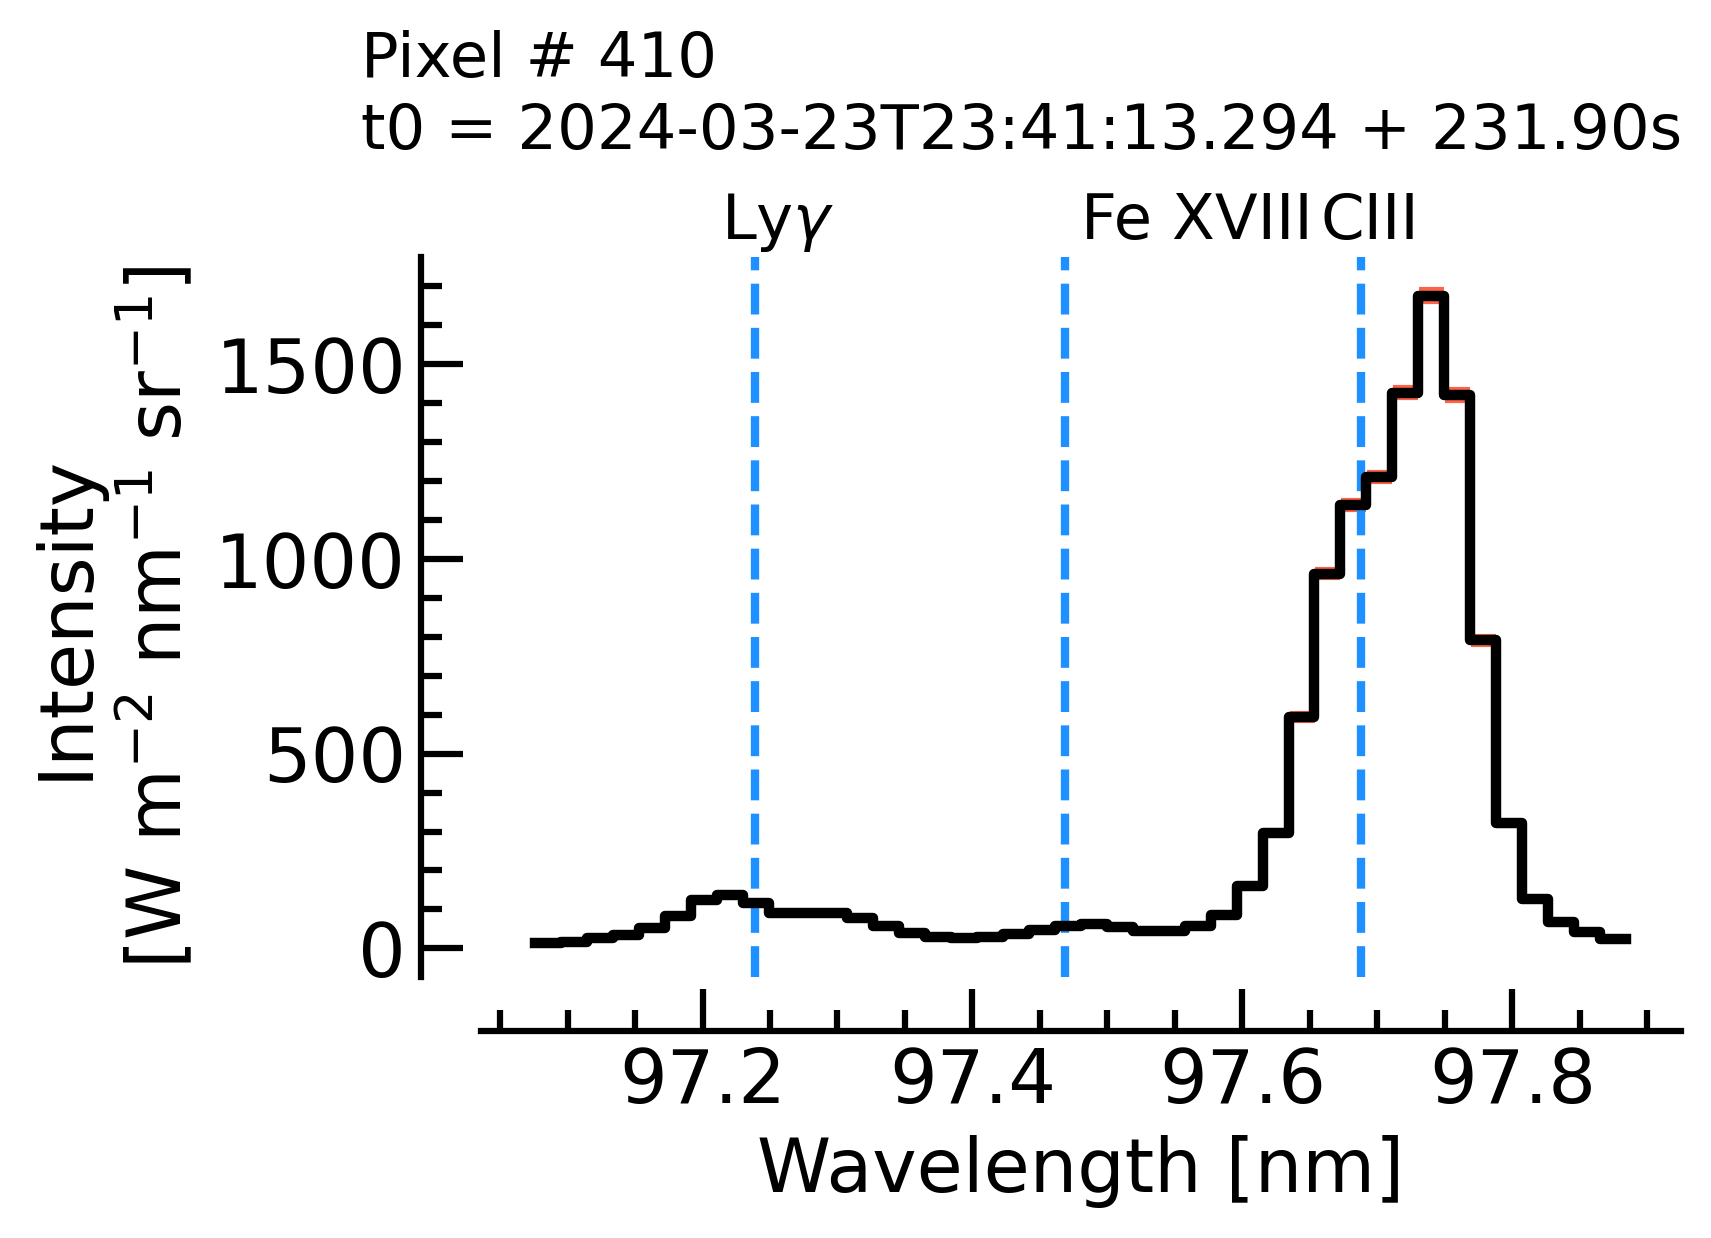 Pixel # 410
t0 = 2024-03-23T23:41:13.294 + 231.90s
Lyγ Fe XVIII CIII
Intensity
[W m⁻² nm⁻¹ sr⁻¹]
1500
1000
500
0
97.2 97.4 97.6 97.8
Wavelength [nm]